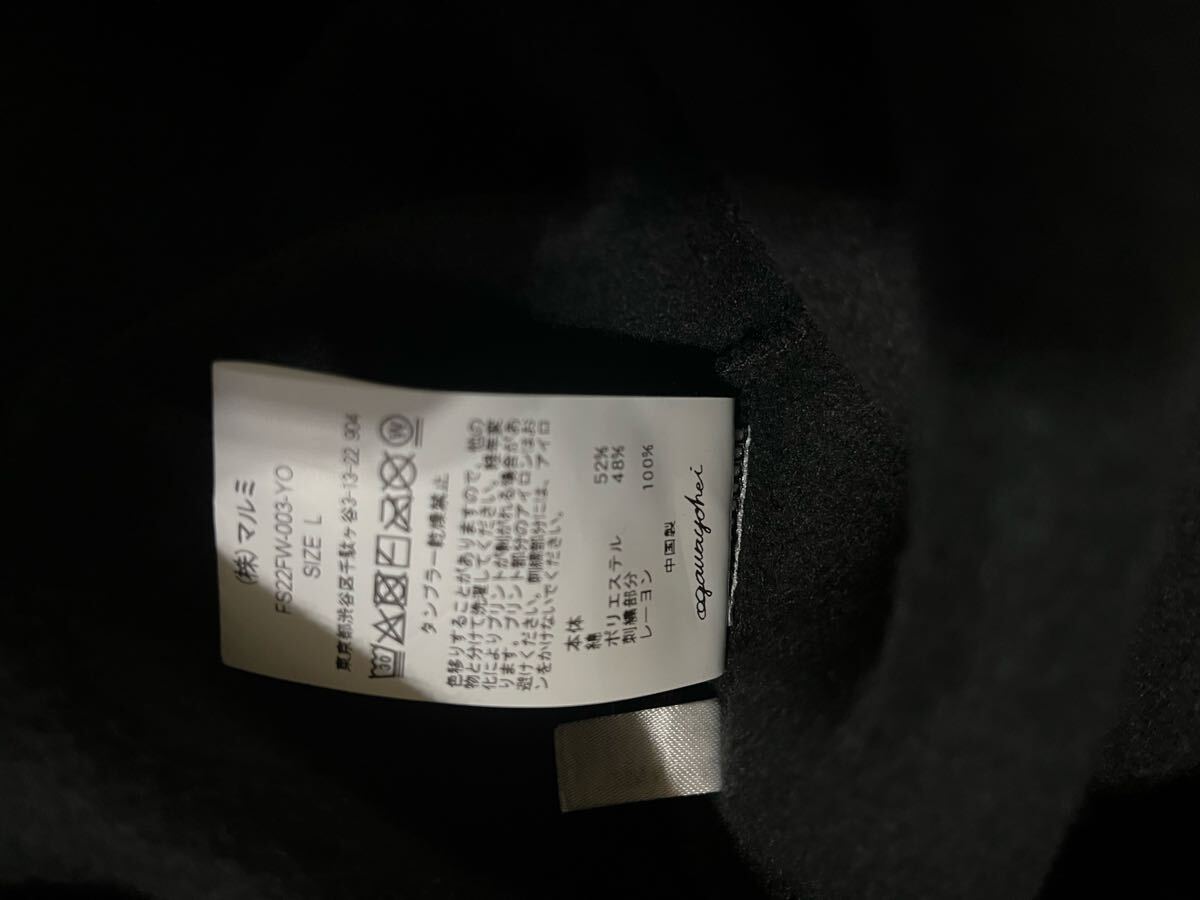 (株)マルミ
FS22FW-003-YO
SIZE L
東京都渋谷区千駄ヶ谷3-13-22 904
30 W
タンブラー乾燥禁止
色移りすることがありますので、他の
物と分けて洗濯してください。経年変
化によりプリントが剥がれる場合があ
ります。プリント部分のアイロンはお
避けください。刺繍部分には、アイロ
ンをかけないでください。
本体
綿 52%
ポリエステル 48%
刺繍部分
レーヨン 100%
中国製
ogawayohei